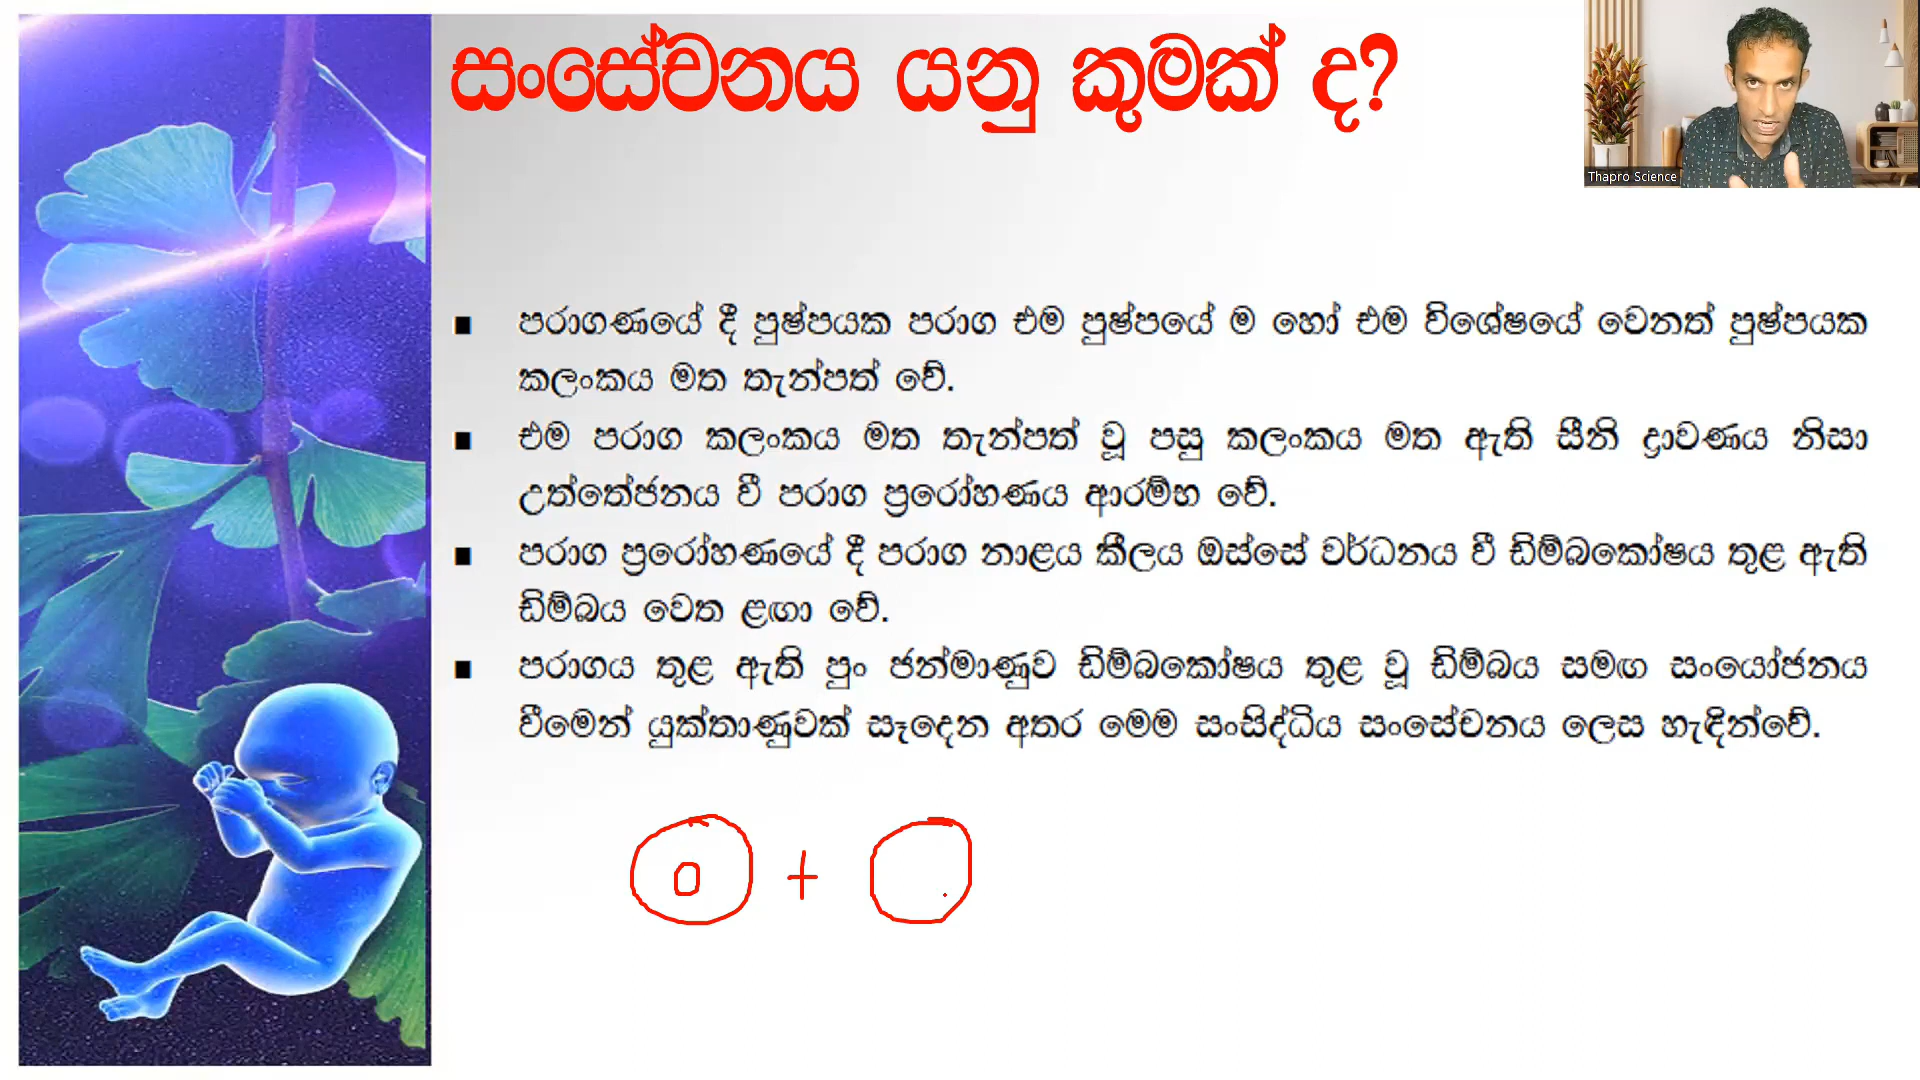 සංසේචනය යනු කුමක් ද?
Thapro Science
■ පරාගණයේ දී පුෂ්පයක පරාග එම පුෂ්පයේ ම හෝ එම විශේෂයේ වෙනත් පුෂ්පයක
කලංකය මත තැන්පත් වේ.
■ එම පරාග කලංකය මත තැන්පත් වූ පසු කලංකය මත ඇති සීනි ද්‍රාවණය නිසා
උත්තේජනය වී පරාග ප්‍රරෝහණය ආරම්භ වේ.
■ පරාග ප්‍රරෝහණයේ දී පරාග නාළය කීලය ඔස්සේ වර්ධනය වී ඩිම්බකෝෂය තුළ ඇති
ඩිම්බය වෙත ළඟා වේ.
■ පරාගය තුළ ඇති පුං ජන්මාණුව ඩිම්බකෝෂය තුළ වූ ඩිම්බය සමඟ සංයෝජනය
වීමෙන් යුක්තාණුවක් සෑදෙන අතර මෙම සංසිද්ධිය සංසේචනය ලෙස හැඳින්වේ.
+